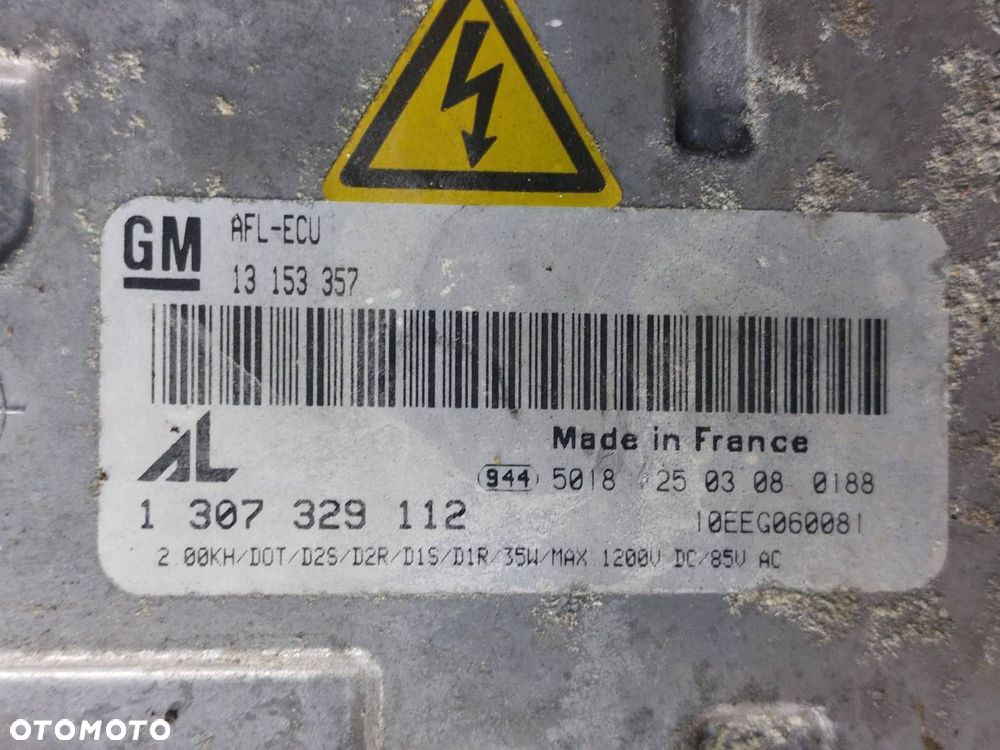 GM AFL-ECU
13 153 357
AL
Made in France
944 5018 25 03 08 0188
1 307 329 112
10EEG060081
2.00KH/DOT/D2S/D2R/D1S/D1R/35W/MAX.1200V DC/85V AC
OTOMOTO